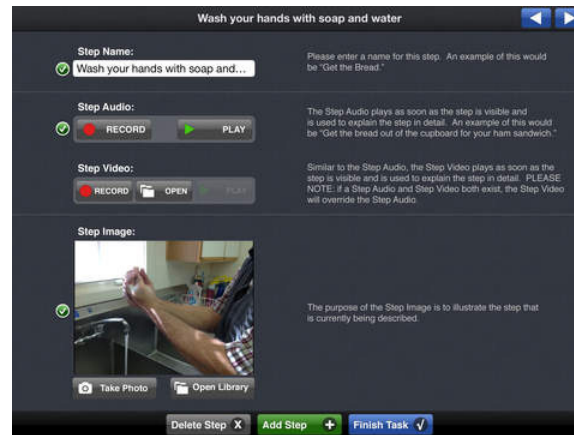 Wash your hands with soap and water
Step Name:
Wash your hands with soap and...
Please enter a name for this step. An example of this would
be "Get the Bread."
Step Audio:
RECORD
PLAY
The Step Audio plays as soon as the step is visible and
is used to explain the step in detail. An example of this would
be "Get the bread out of the cupboard for your ham sandwich."
Step Video:
RECORD
OPEN
PLAY
Similar to the Step Audio, the Step Video plays as soon as the
step is visible and is used to explain the step in detail. PLEASE
NOTE: if a Step Audio and Step Video both exist, the Step Video
will override the Step Audio.
Step Image:
The purpose of the Step Image is to illustrate the step that
is currently being described.
Take Photo
Open Library
Delete Step X
Add Step +
Finish Task √